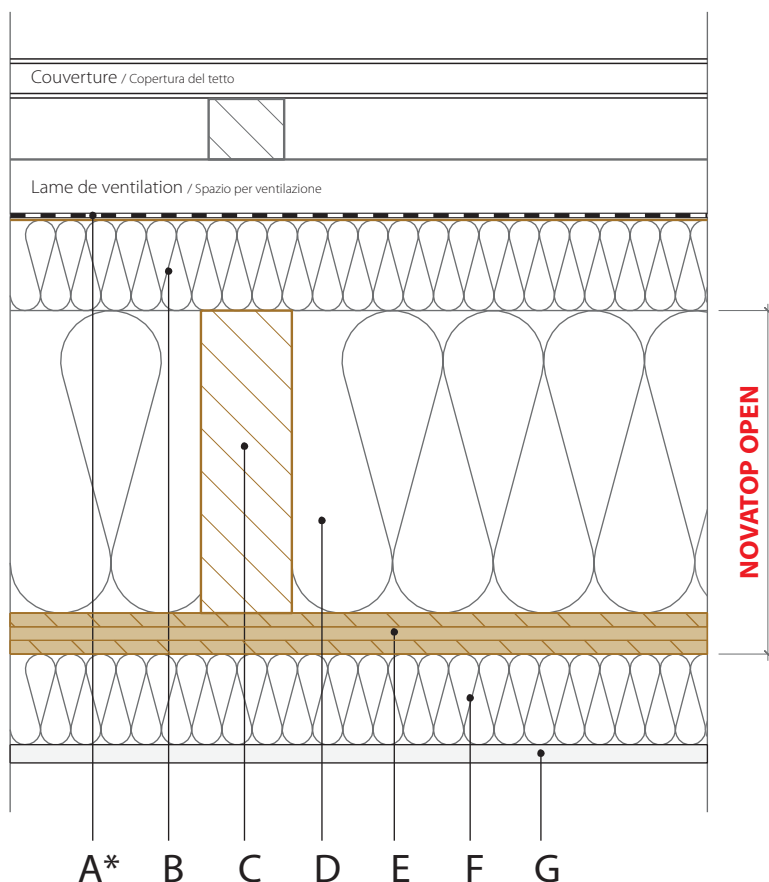 Couverture / Copertura del tetto
Lame de ventilation / Spazio per ventilazione
NOVATOP OPEN
A* B C D E F G